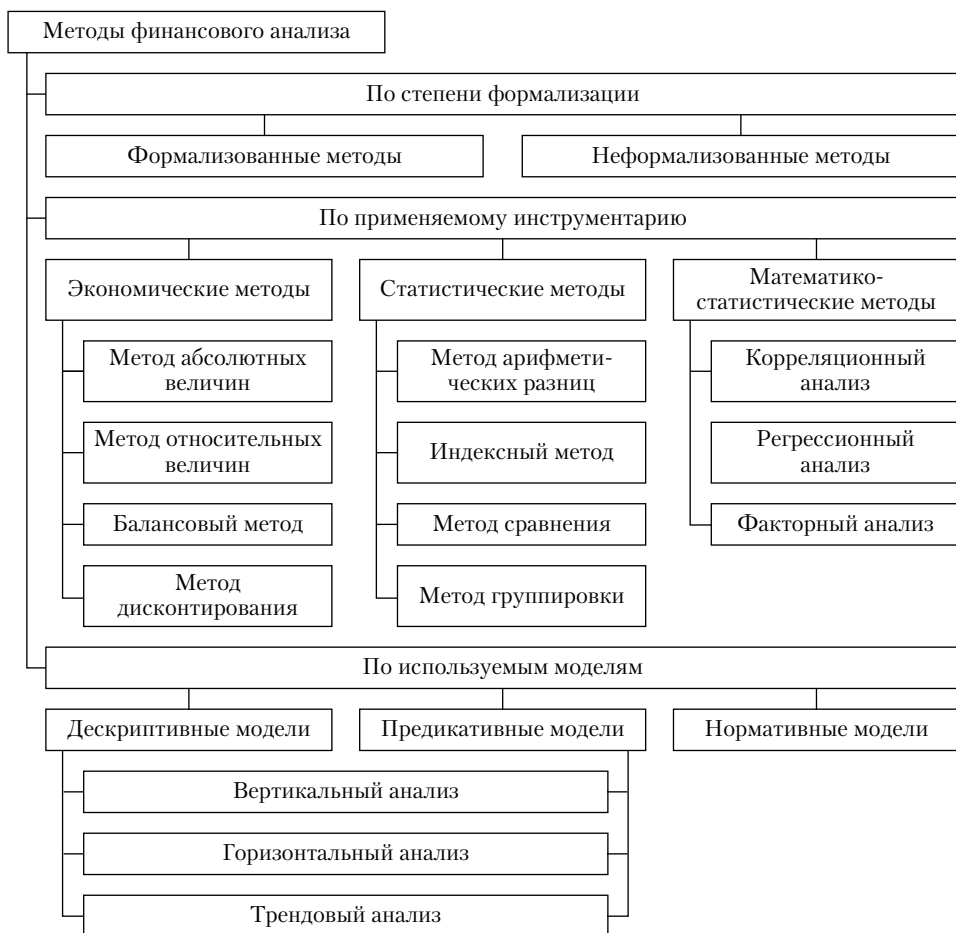 Методы финансового анализа
По степени формализации
Формализованные методы
Неформализованные методы
По применяемому инструментарию
Экономические методы
Метод абсолютных
величин
Метод относительных
величин
Балансовый метод
Метод
дисконтирования
Статистические методы
Метод арифмети-
ческих разниц
Индексный метод
Метод сравнения
Метод группировки
Математико-
статистические методы
Корреляционный
анализ
Регрессионный
анализ
Факторный анализ
По используемым моделям
Дескриптивные модели
Предикативные модели
Нормативные модели
Вертикальный анализ
Горизонтальный анализ
Трендовый анализ